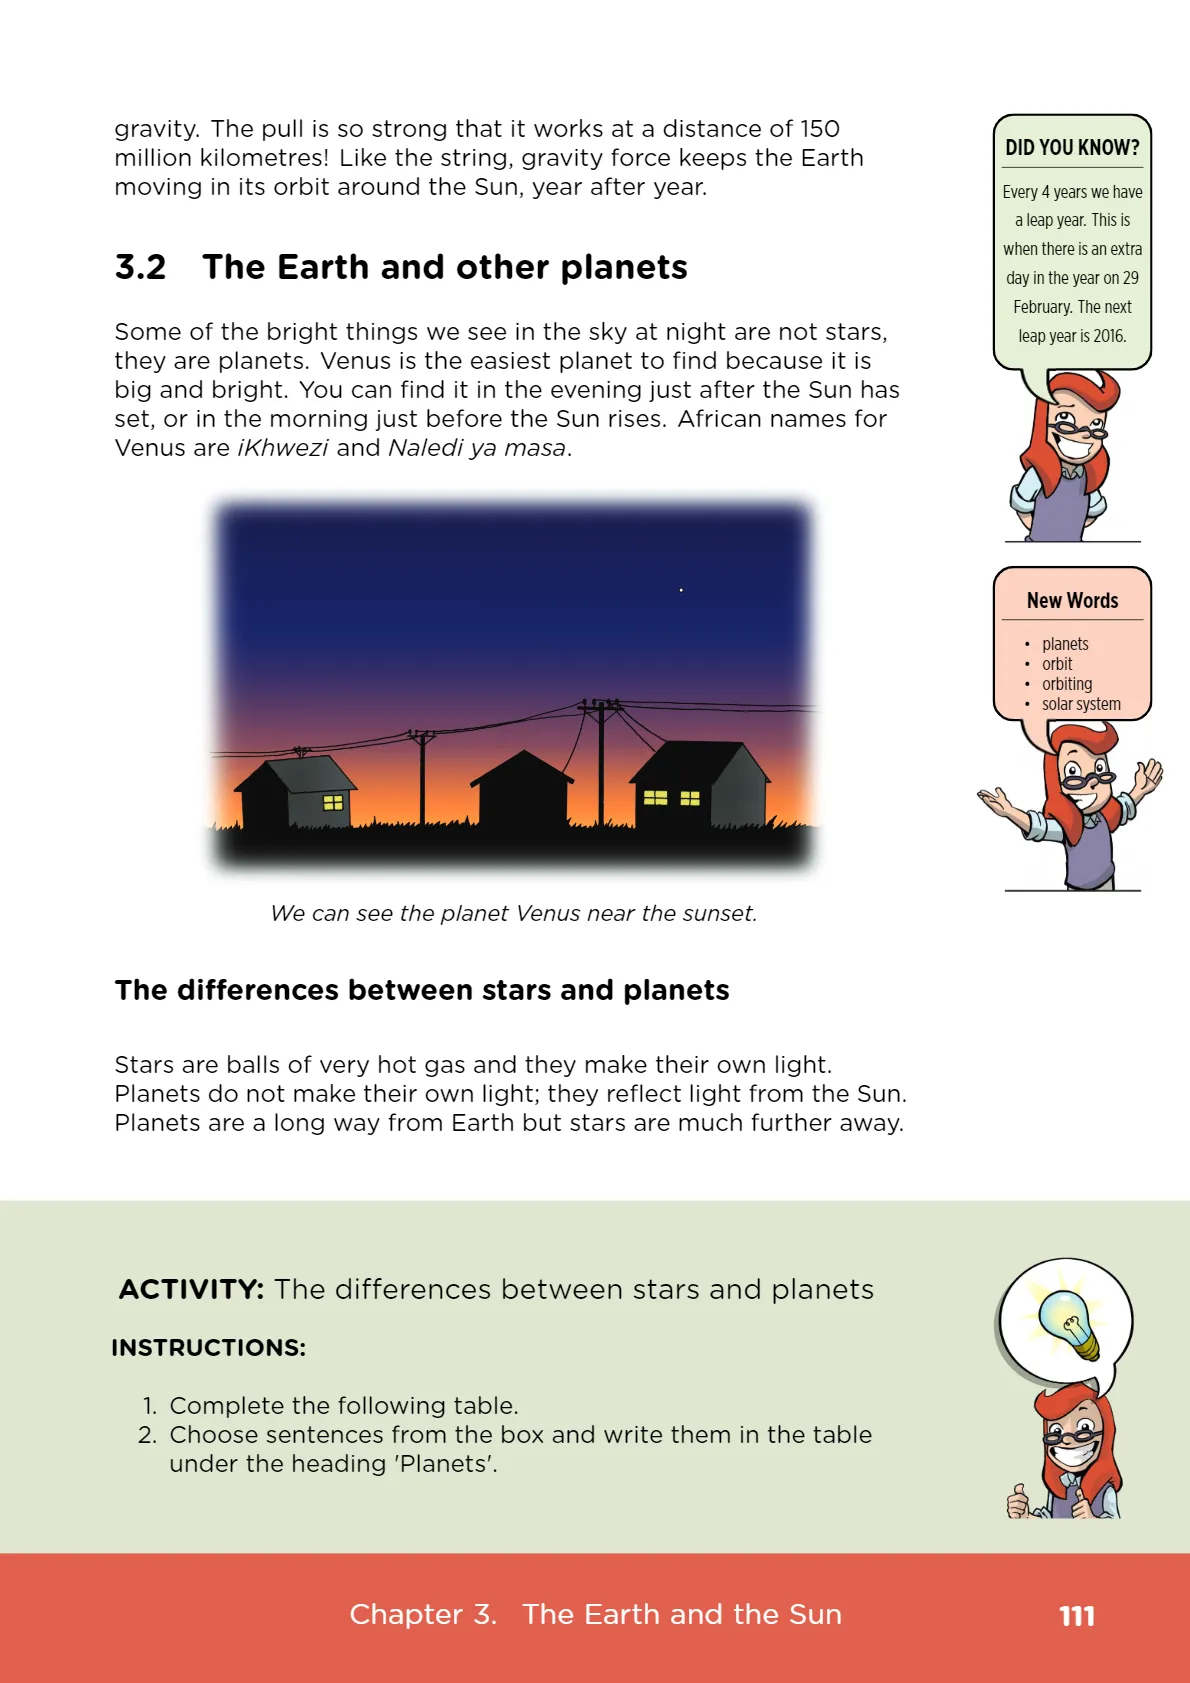 gravity. The pull is so strong that it works at a distance of 150
million kilometres! Like the string, gravity force keeps the Earth
moving in its orbit around the Sun, year after year.
3.2 The Earth and other planets
Some of the bright things we see in the sky at night are not stars,
they are planets. Venus is the easiest planet to find because it is
big and bright. You can find it in the evening just after the Sun has
set, or in the morning just before the Sun rises. African names for
Venus are iKhwezi and Naledi ya masa.
We can see the planet Venus near the sunset.
The differences between stars and planets
Stars are balls of very hot gas and they make their own light.
Planets do not make their own light; they reflect light from the Sun.
Planets are a long way from Earth but stars are much further away.
DID YOU KNOW?
Every 4 years we have
a leap year. This is
when there is an extra
day in the year on 29
February. The next
leap year is 2016.
New Words
• planets
• orbit
• orbiting
• solar system
ACTIVITY: The differences between stars and planets
INSTRUCTIONS:
1. Complete the following table.
2. Choose sentences from the box and write them in the table
under the heading 'Planets'.
Chapter 3. The Earth and the Sun 111